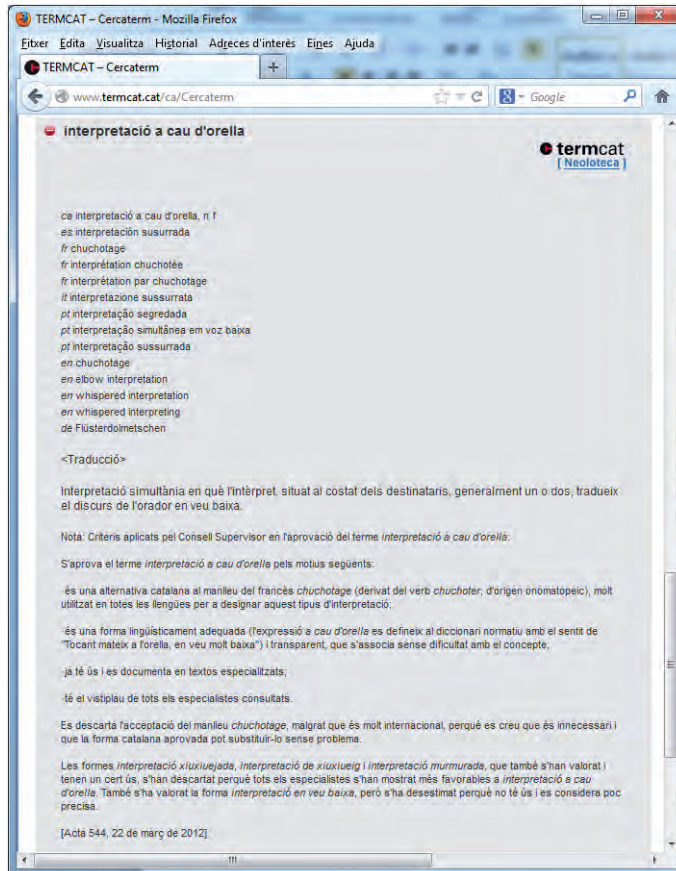 TERMCAT – Cercaterm - Mozilla Firefox
Fitxer Edita Visualitza Historial Adreces d'interès Eines Ajuda
TERMCAT – Cercaterm +
www.termcat.cat/ca/Cercaterm Google
interpretació a cau d'orella
termcat
[ Neoloteca ]
ca interpretació a cau d'orella, n f
es interpretación susurrada
fr chuchotage
fr interprétation chuchotée
fr interprétation par chuchotage
it interpretazione sussurrata
pt interpretação segredada
pt interpretação simultânea em voz baixa
pt interpretação sussurrada
en chuchotage
en elbow interpretation
en whispered interpretation
en whispered interpreting
de Flüsterdolmetschen
<Traducció>
Interpretació simultània en què l'intèrpret, situat al costat dels destinataris, generalment un o dos, tradueix
el discurs de l'orador en veu baixa.
Nota: Criteris aplicats pel Consell Supervisor en l'aprovació del terme interpretació a cau d'orella:
S'aprova el terme interpretació a cau d'orella pels motius següents:
-és una alternativa catalana al manlleu del francès chuchotage (derivat del verb chuchoter, d'origen onomatopeic), molt
utilitzat en totes les llengües per a designar aquest tipus d'interpretació;
-és una forma lingüísticament adequada (l'expressió a cau d'orella es defineix al diccionari normatiu amb el sentit de
"Tocant mateix a l'orella, en veu molt baixa") i transparent, que s'associa sense dificultat amb el concepte;
-ja té ús i es documenta en textos especialitzats;
-té el vistiplau de tots els especialistes consultats.
Es descarta l'acceptació del manlleu chuchotage, malgrat que és molt internacional, perquè es creu que és innecessari i
que la forma catalana aprovada pot substituir-lo sense problema.
Les formes interpretació xiuxiuejada, interpretació de xiuxiueig i interpretació murmurada, que també s'han valorat i
tenen un cert ús, s'han descartat perquè tots els especialistes s'han mostrat més favorables a interpretació a cau
d'orella. També s'ha valorat la forma interpretació en veu baixa, però s'ha desestimat perquè no té ús i es considera poc
precisa.
[Acta 544, 22 de març de 2012]